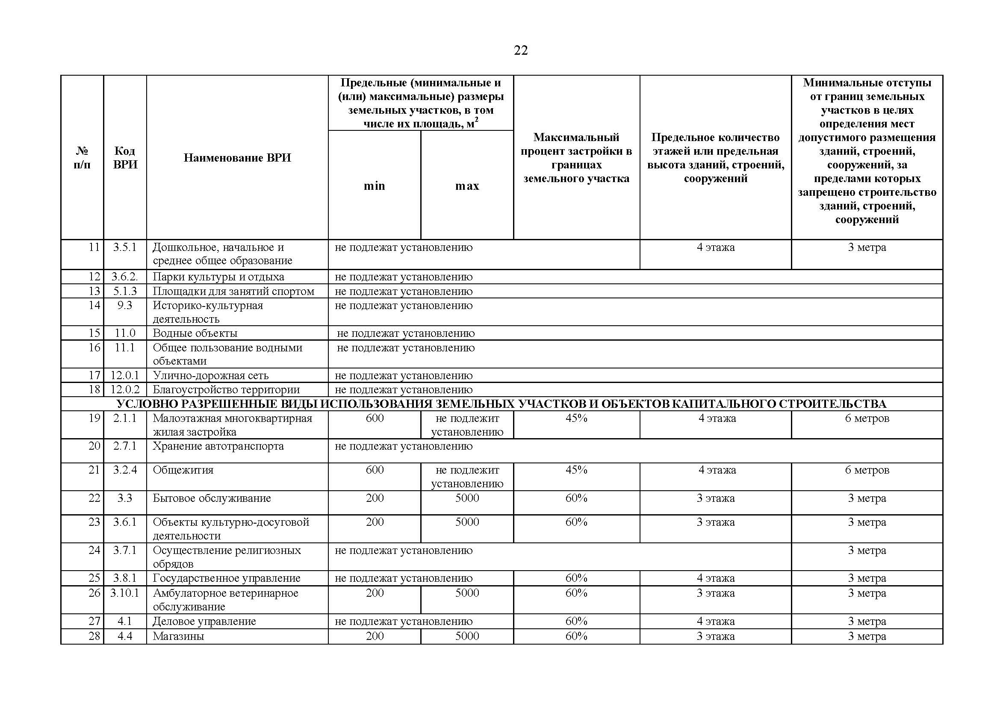 22
Предельные (минимальные и
(или) максимальные) размеры
земельных участков, в том
числе их площадь, м²
Минимальные отступы
от границ земельных
участков в целях
определения мест
допустимого размещения
зданий, строений,
сооружений, за
пределами которых
запрещено строительство
зданий, строений,
сооружений
№
п/п
Код
ВРИ
Наименование ВРИ
Максимальный
процент застройки в
границах
земельного участка
Предельное количество
этажей или предельная
высота зданий, строений,
сооружений
min max
11 3.5.1 Дошкольное, начальное и не подлежат установлению 4 этажа 3 метра
среднее общее образование
12 3.6.2. Парки культуры и отдыха не подлежат установлению
13 5.1.3 Площадки для занятий спортом не подлежат установлению
14 9.3 Историко-культурная не подлежат установлению
деятельность
15 11.0 Водные объекты не подлежат установлению
16 11.1 Общее пользование водными не подлежат установлению
объектами
17 12.0.1 Улично-дорожная сеть не подлежат установлению
18 12.0.2 Благоустройство территории не подлежат установлению
УСЛОВНО РАЗРЕШЕННЫЕ ВИДЫ ИСПОЛЬЗОВАНИЯ ЗЕМЕЛЬНЫХ УЧАСТКОВ И ОБЪЕКТОВ КАПИТАЛЬНОГО СТРОИТЕЛЬСТВА
19 2.1.1 Малоэтажная многоквартирная 600 не подлежит 45% 4 этажа 6 метров
жилая застройка установлению
20 2.7.1 Хранение автотранспорта не подлежат установлению
21 3.2.4 Общежития 600 не подлежит 45% 4 этажа 6 метров
установлению
22 3.3 Бытовое обслуживание 200 5000 60% 3 этажа 3 метра
23 3.6.1 Объекты культурно-досуговой 200 5000 60% 3 этажа 3 метра
деятельности
24 3.7.1 Осуществление религиозных не подлежат установлению 3 метра
обрядов
25 3.8.1 Государственное управление не подлежат установлению 60% 4 этажа 3 метра
26 3.10.1 Амбулаторное ветеринарное 200 5000 60% 3 этажа 3 метра
обслуживание
27 4.1 Деловое управление не подлежат установлению 60% 4 этажа 3 метра
28 4.4 Магазины 200 5000 60% 3 этажа 3 метра